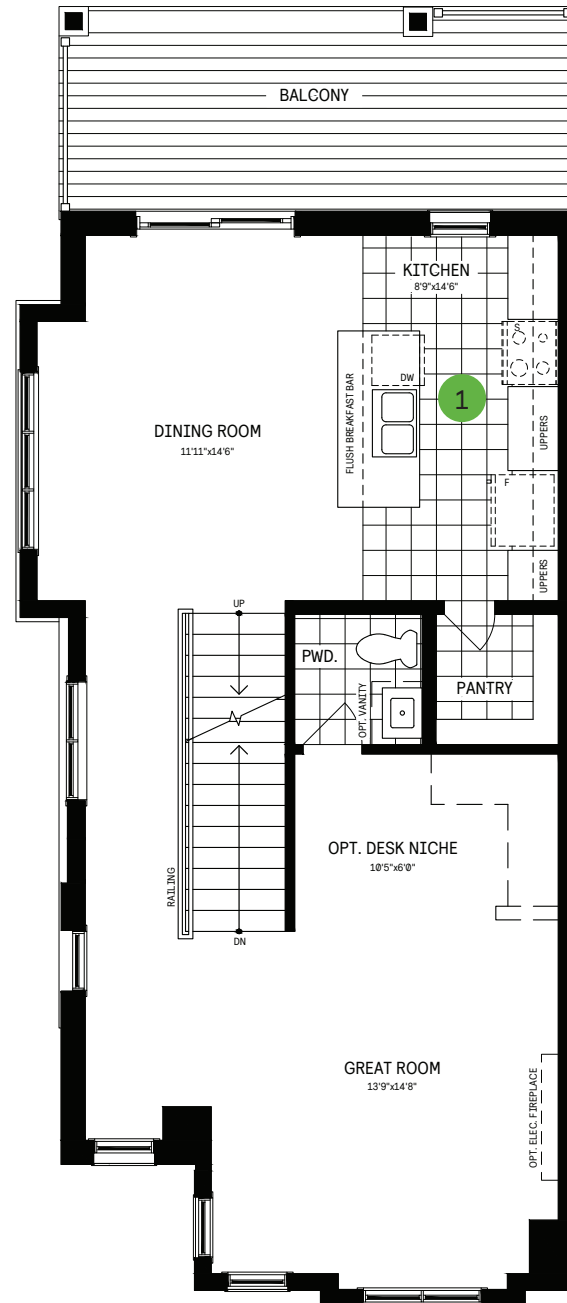 BALCONY
KITCHEN
8'9"x14'6"
S
DW
1
FLUSH BREAKFAST BAR
UPPERS
DINING ROOM
11'11"x14'6"
F
UPPERS
UP
PWD.
OPT. VANITY
PANTRY
RAILING
OPT. DESK NICHE
10'5"x6'0"
DN
GREAT ROOM
13'9"x14'8"
OPT. ELEC. FIREPLACE